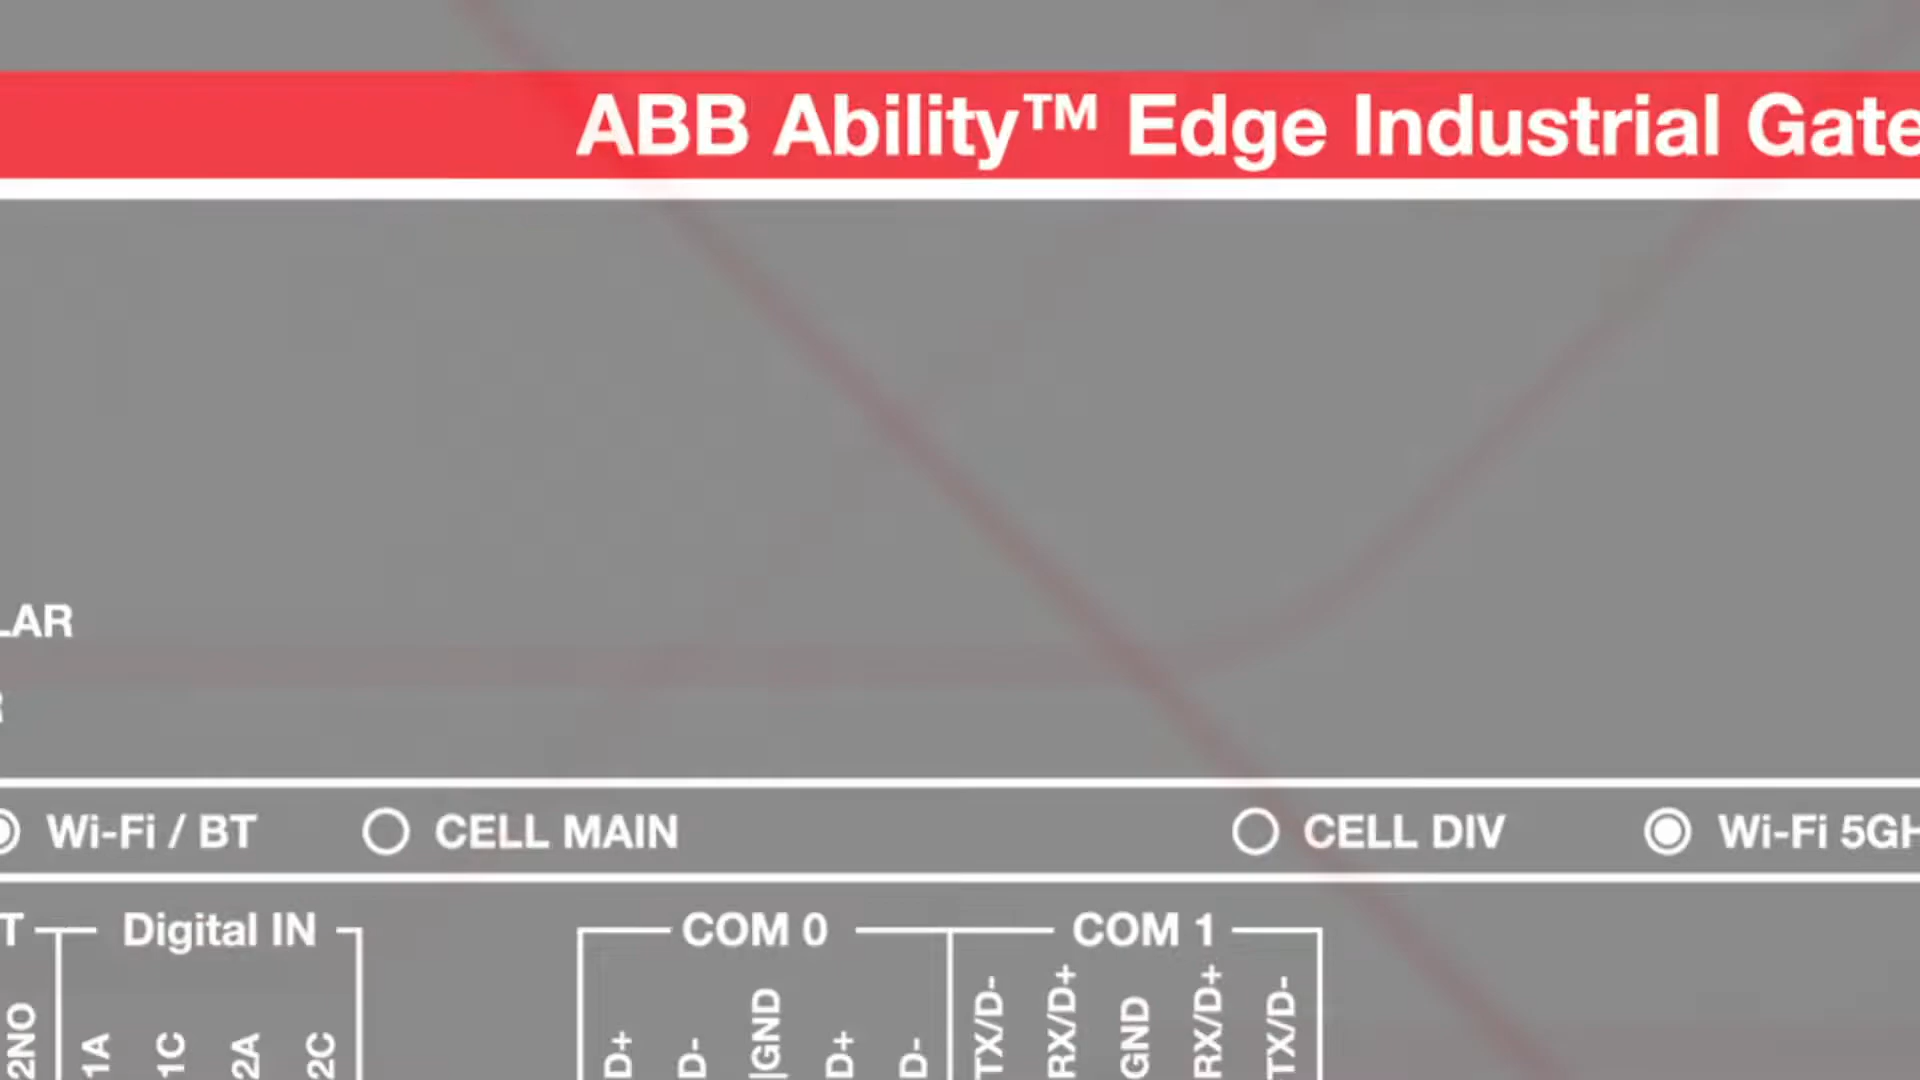 ABB Ability™ Edge Industrial Gate
LAR
R
Wi-Fi / BT CELL MAIN CELL DIV Wi-Fi 5GH
T Digital IN COM 0 COM 1
2NO 1A 1C 2A 2C D+ D- |GND D+ D- TX/D- RX/D+ GND RX/D+ TX/D-